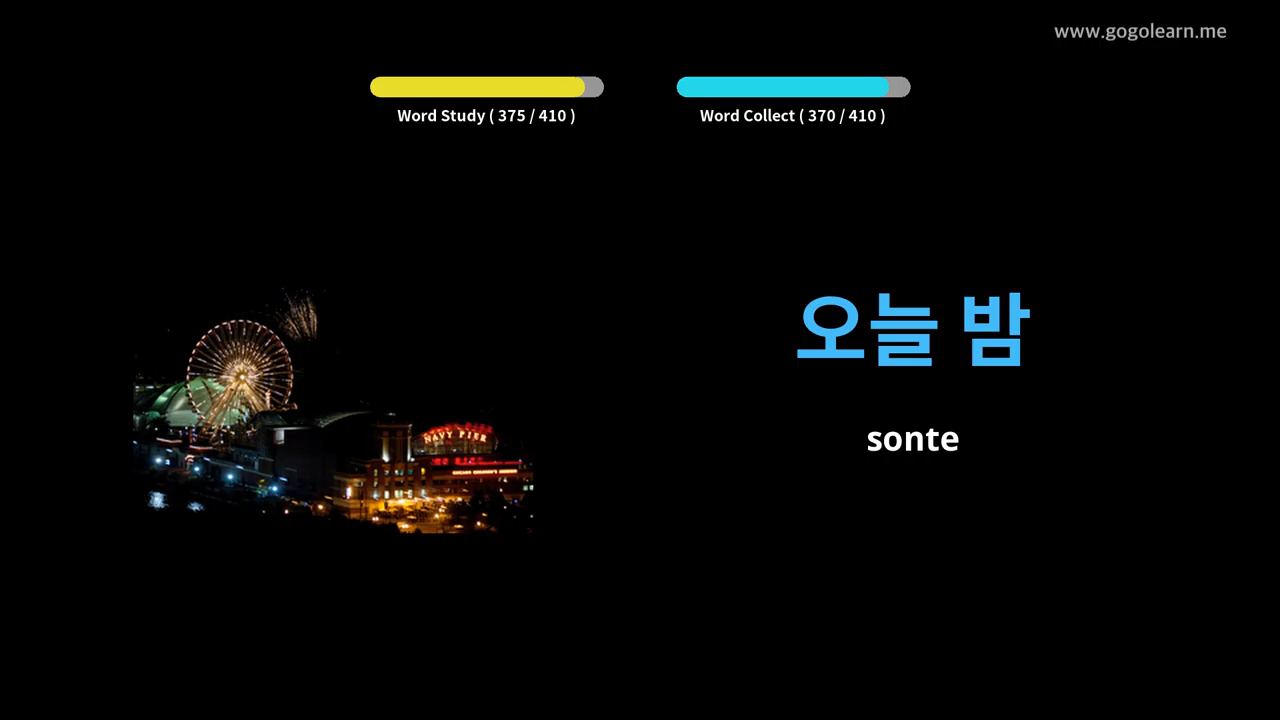 www.gogolearn.me
Word Study ( 375 / 410 )
Word Collect ( 370 / 410 )
오늘 밤
sonte
NAVY PIER